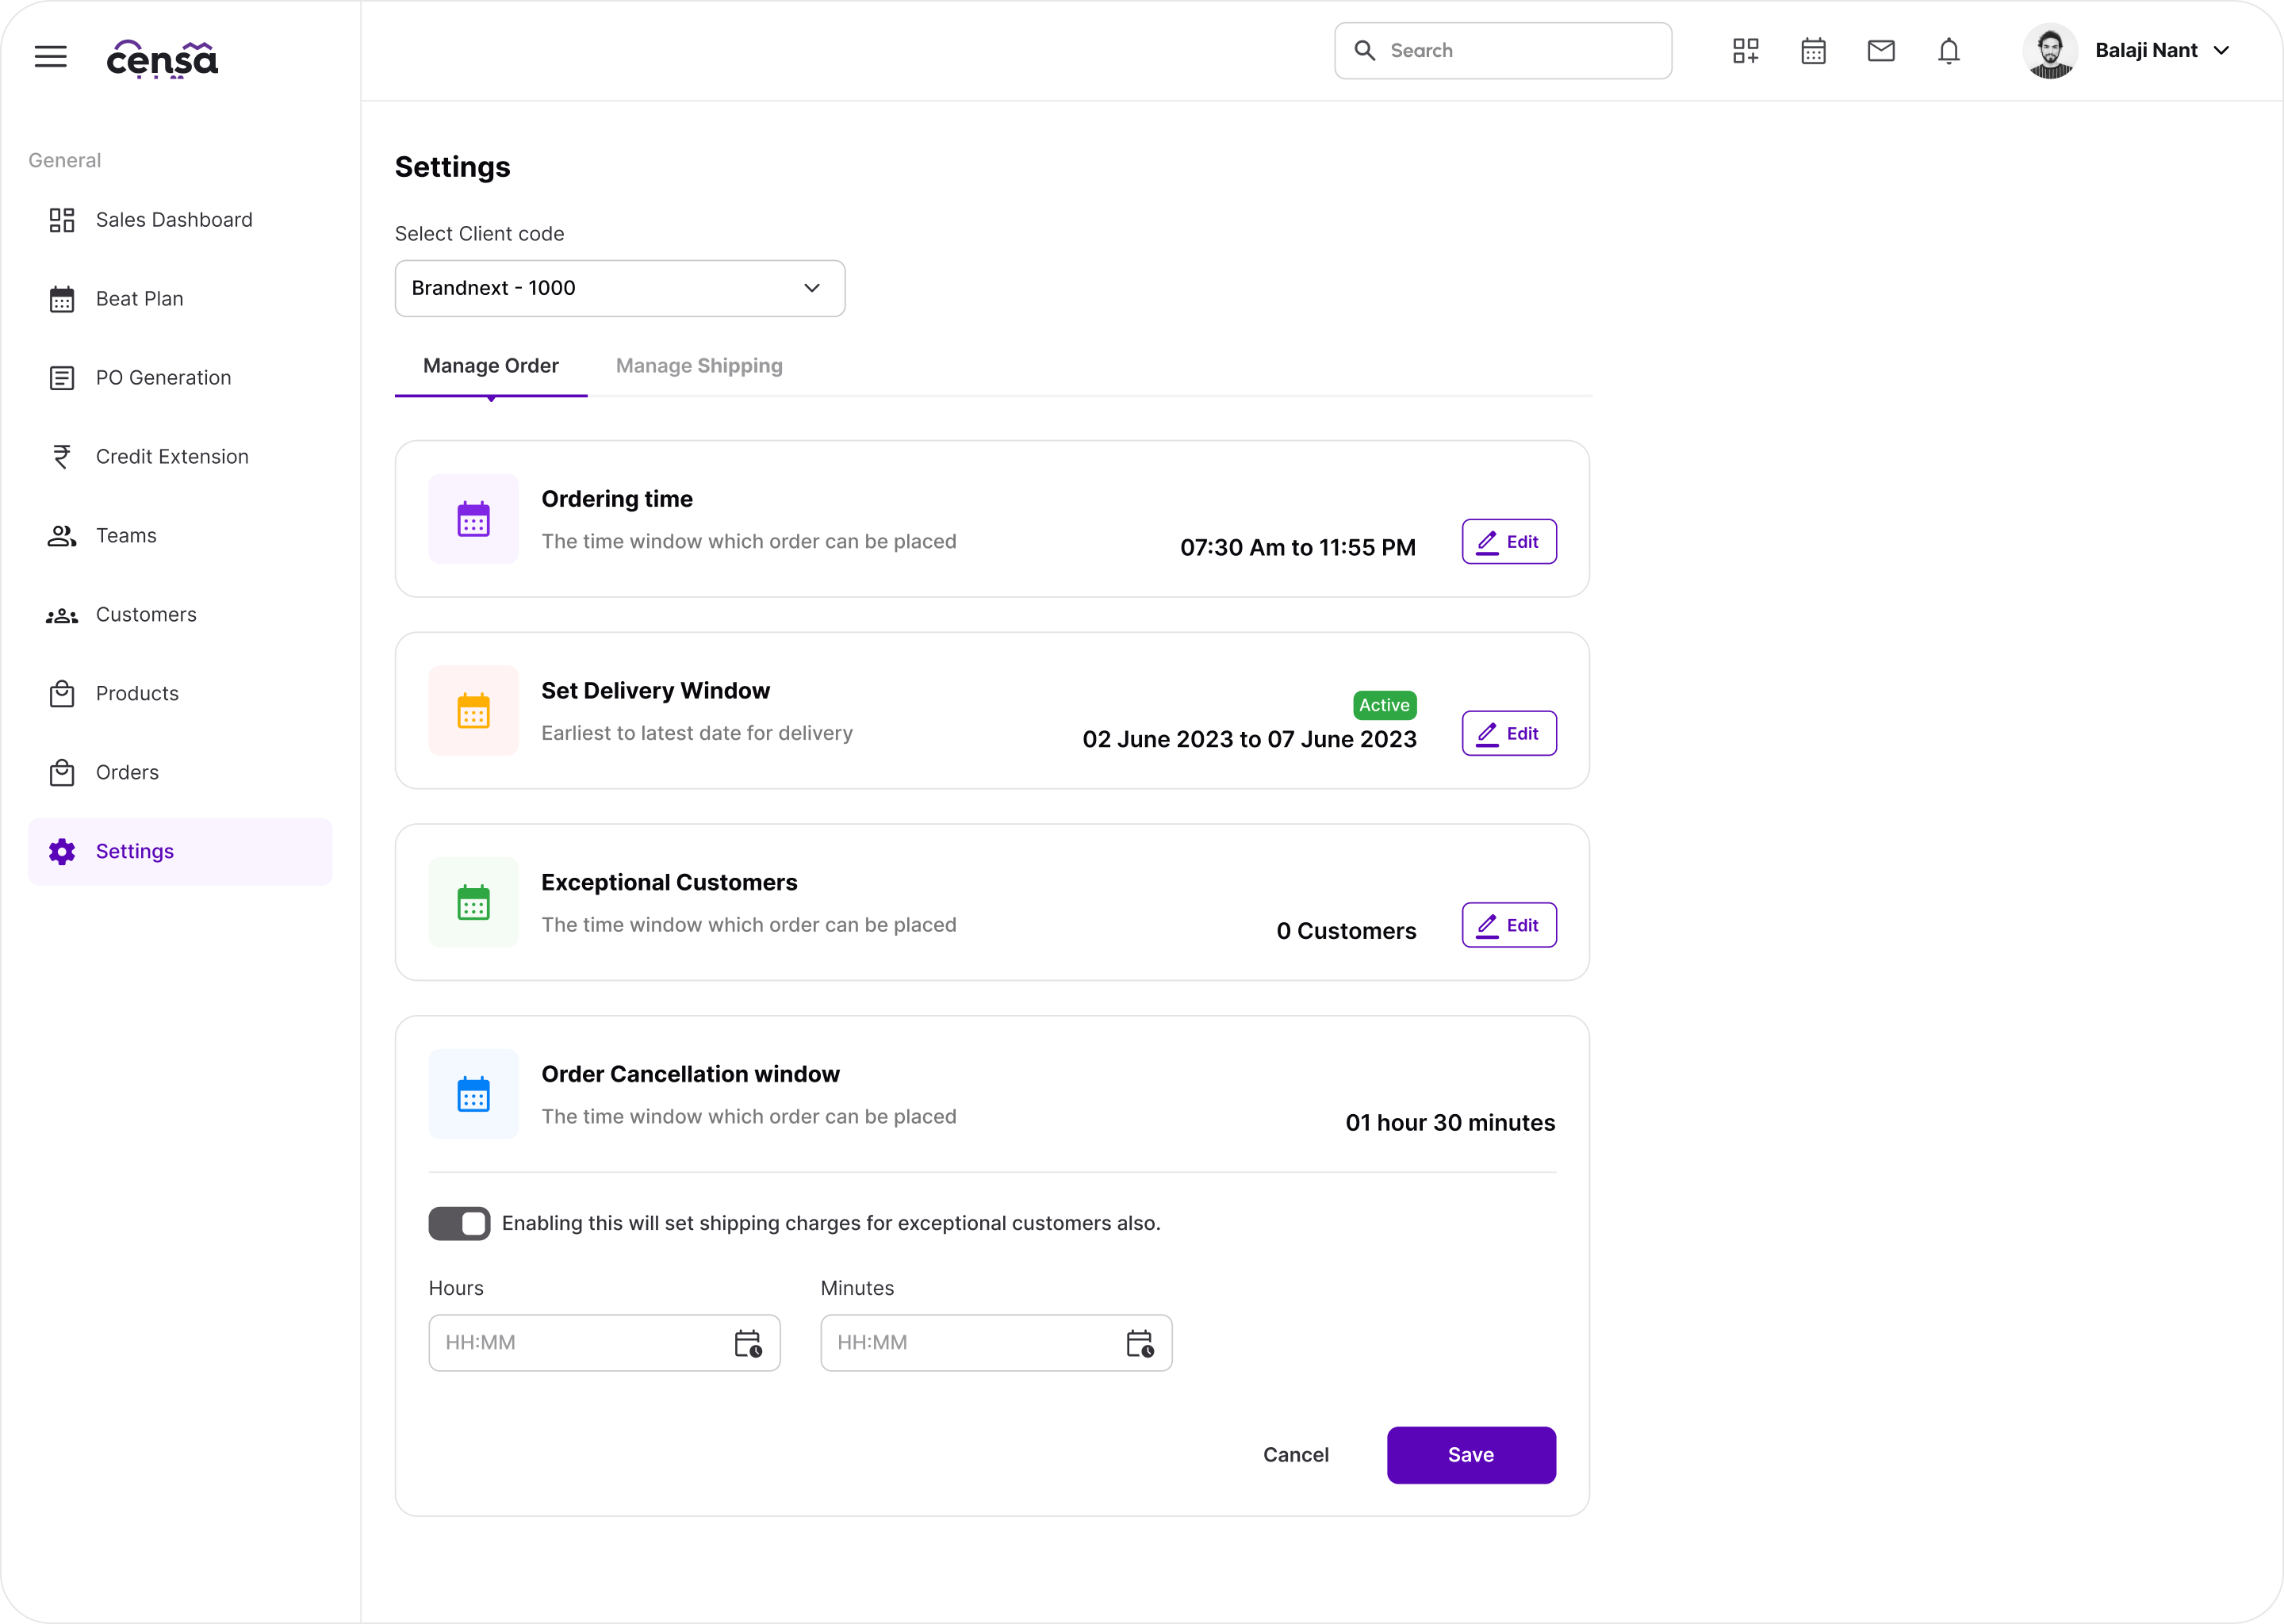 censa
Search
Balaji Nant
General
Sales Dashboard
Beat Plan
PO Generation
Credit Extension
Teams
Customers
Products
Orders
Settings
Settings
Select Client code
Brandnext - 1000
Manage Order
Manage Shipping
Ordering time
The time window which order can be placed
07:30 Am to 11:55 PM
Edit
Set Delivery Window
Earliest to latest date for delivery
Active
02 June 2023 to 07 June 2023
Edit
Exceptional Customers
The time window which order can be placed
0 Customers
Edit
Order Cancellation window
The time window which order can be placed
01 hour 30 minutes
Enabling this will set shipping charges for exceptional customers also.
Hours
Minutes
HH:MM
HH:MM
Cancel
Save